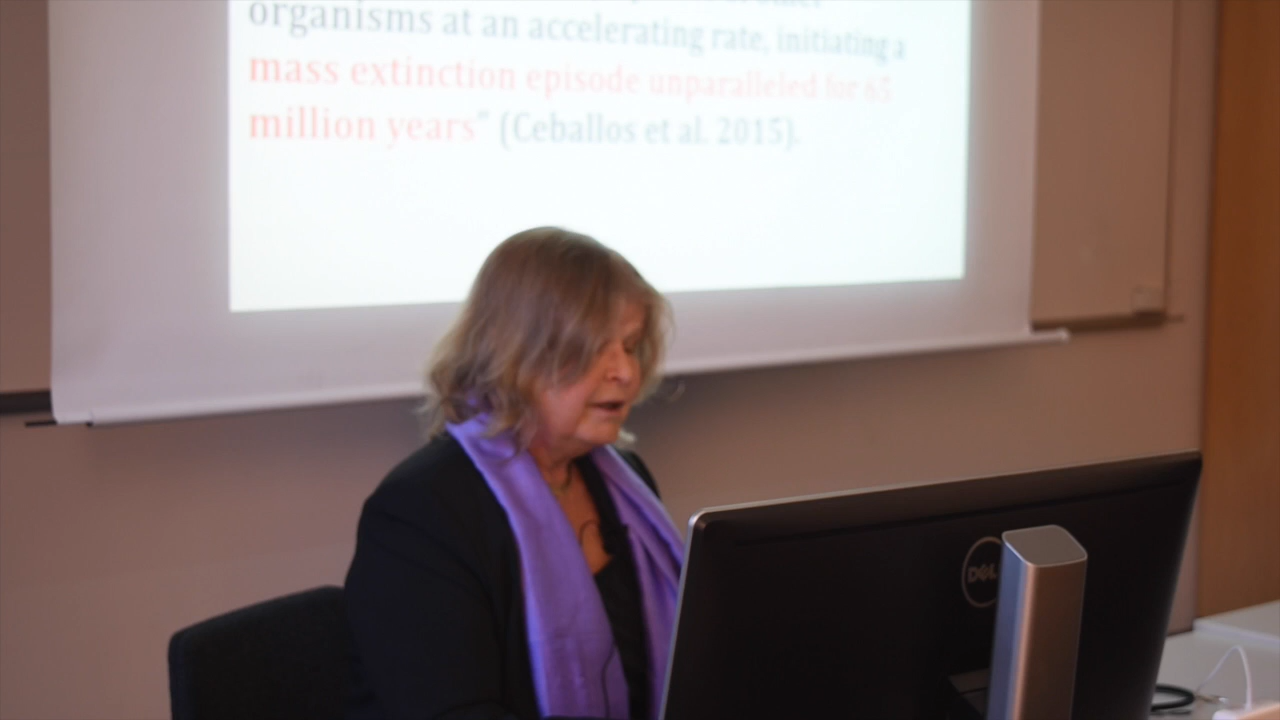 organisms at an accelerating rate, initiating a
mass extinction episode unparalleled for 65
million years" (Ceballos et al. 2015).
DELL